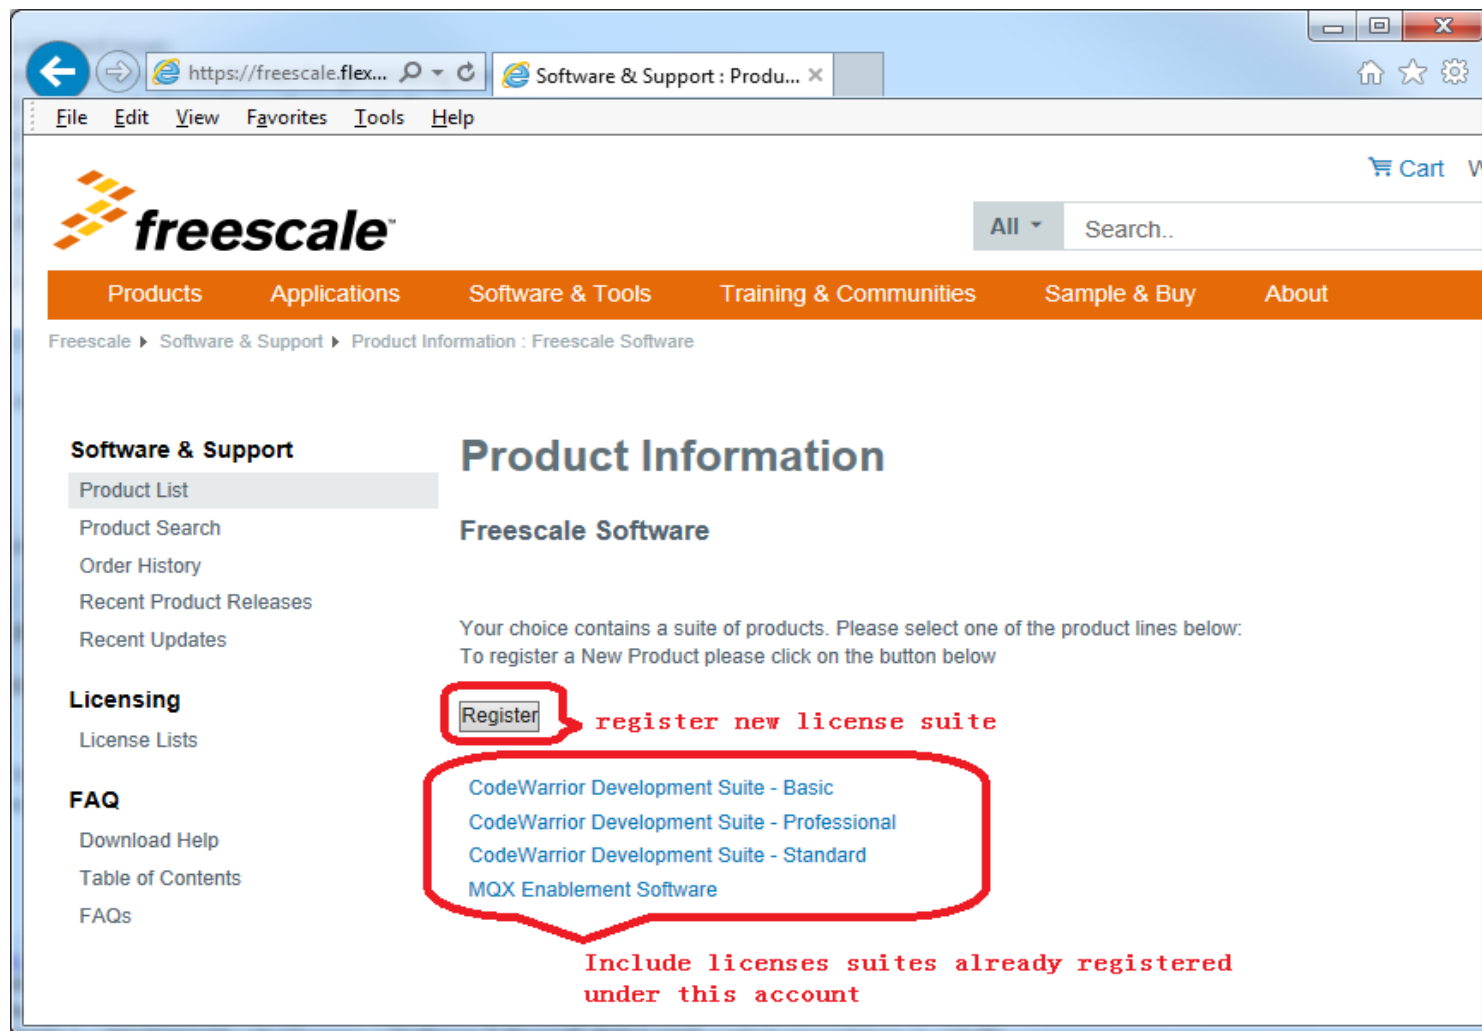 https://freescale.flex...
Software & Support : Produ...
File Edit View Favorites Tools Help
Cart
freescale™
All Search..
Products Applications Software & Tools Training & Communities Sample & Buy About
Freescale Software & Support Product Information : Freescale Software
Software & Support
Product List
Product Search
Order History
Recent Product Releases
Recent Updates
Licensing
License Lists
FAQ
Download Help
Table of Contents
FAQs
Product Information
Freescale Software
Your choice contains a suite of products. Please select one of the product lines below:
To register a New Product please click on the button below
Register
register new license suite
CodeWarrior Development Suite - Basic
CodeWarrior Development Suite - Professional
CodeWarrior Development Suite - Standard
MQX Enablement Software
Include licenses suites already registered
under this account